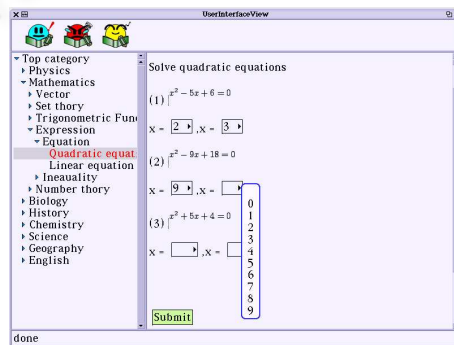 UserInterfaceView
Top category
Physics
Mathematics
Vector
Set thory
Trigonometric Fun
Expression
Equation
Quadratic equat
Linear equation
Ineauality
Number thory
Biology
History
Chemistry
Science
Geography
English
Solve quadratic equations
(1) x² − 5x + 6 = 0
x = 2 ,x = 3
(2) x² − 9x + 18 = 0
x = 9 ,x =
0
1
2
3
4
5
6
7
8
9
(3) x² + 5x + 4 = 0
x = ,x =
Submit
done